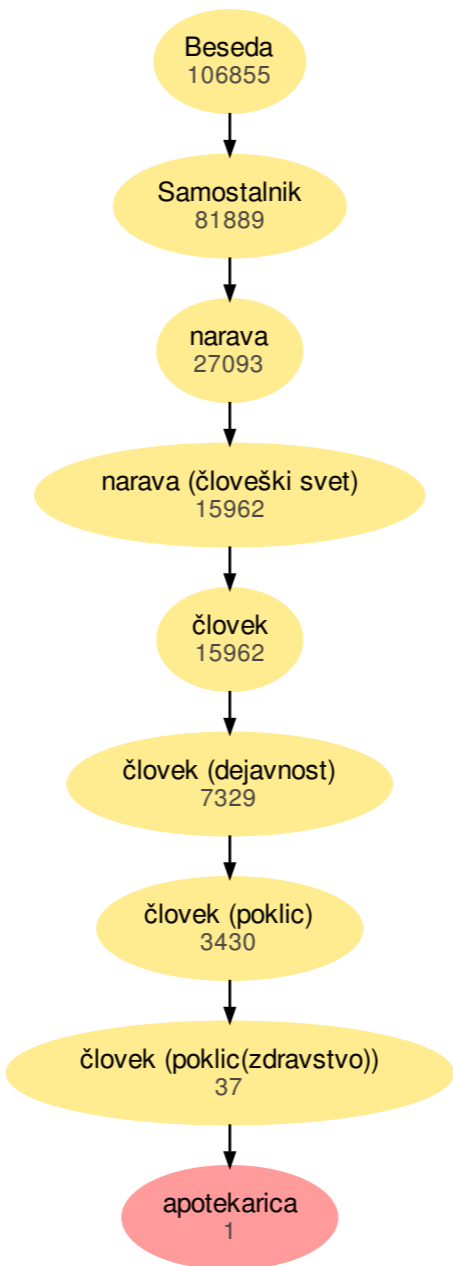 Beseda
106855
Samostalnik
81889
narava
27093
narava (človeški svet)
15962
človek
15962
človek (dejavnost)
7329
človek (poklic)
3430
človek (poklic(zdravstvo))
37
apotekarica
1